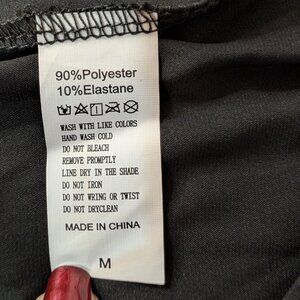 90%Polyester
10%Elastane
WASH WITH LIKE COLORS
HAND WASH COLD
DO NOT BLEACH
REMOVE PROMPTLY
LINE DRY IN THE SHADE
DO NOT IRON
DO NOT WRING OR TWIST
DO NOT DRYCLEAN
MADE IN CHINA
M